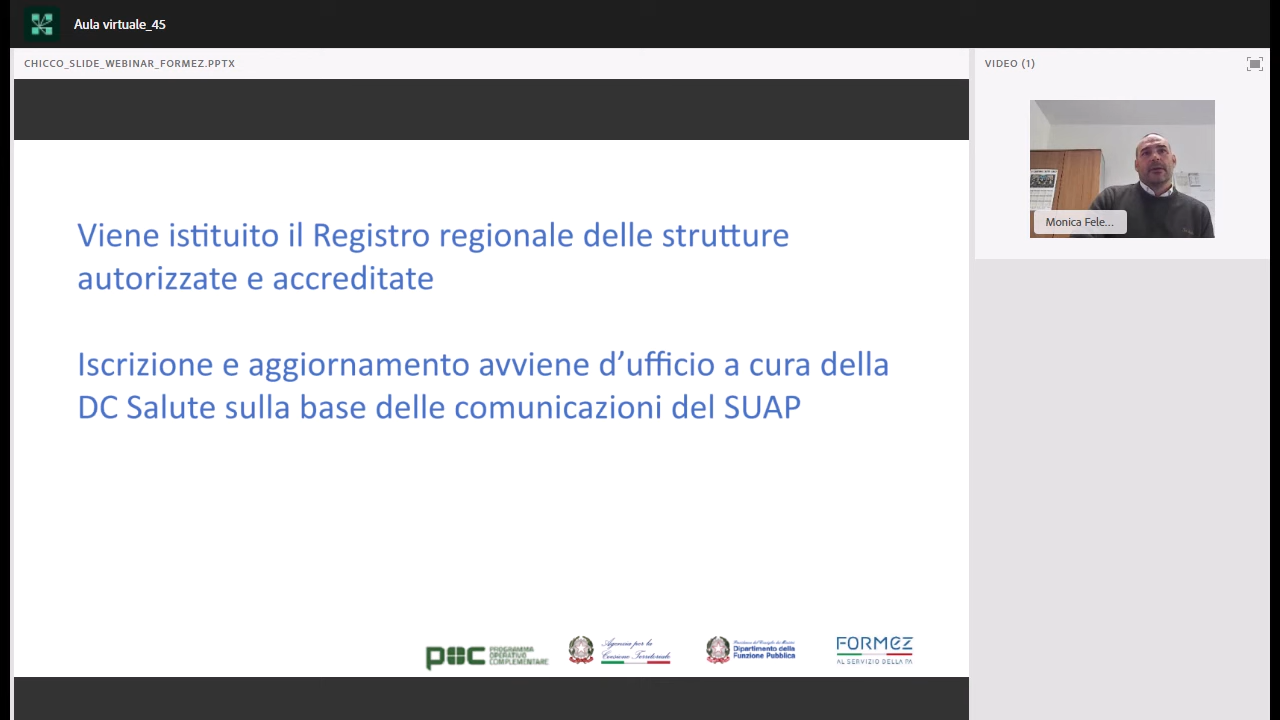 Aula virtuale_45
CHICCO_SLIDE_WEBINAR_FORMEZ.PPTX
VIDEO (1)
Monica Fele...
Viene istituito il Registro regionale delle strutture
autorizzate e accreditate
Iscrizione e aggiornamento avviene d’ufficio a cura della
DC Salute sulla base delle comunicazioni del SUAP
POC PROGRAMMA
OPERATIVO
COMPLEMENTARE
Agenzia per la
Coesione Territoriale
Presidenza del Consiglio dei Ministri
Dipartimento della
Funzione Pubblica
FORMEZ
AL SERVIZIO DELLA PA